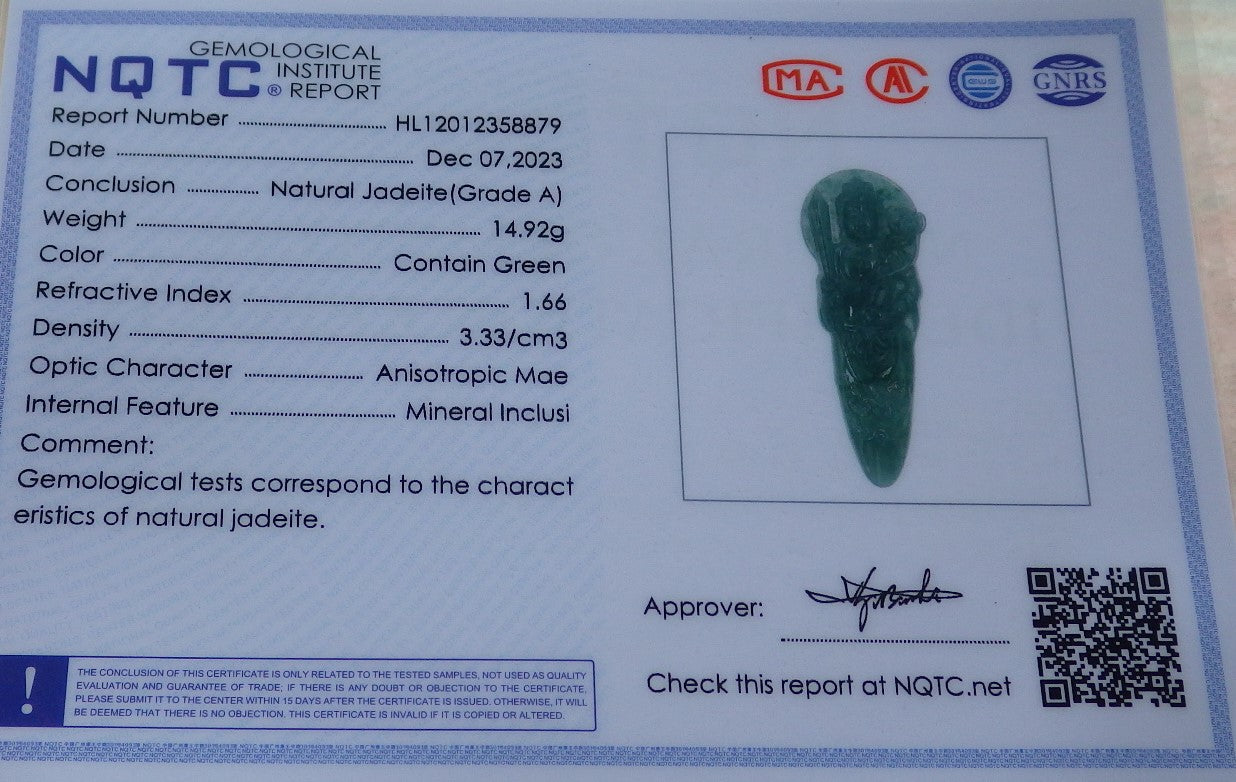 GEMOLOGICAL
NQTC® INSTITUTE
REPORT
MA
GNRS
Report Number HL12012358879
Date Dec 07,2023
Conclusion Natural Jadeite(Grade A)
Weight 14.92g
Color Contain Green
Refractive Index 1.66
Density 3.33/cm3
Optic Character Anisotropic Mae
Internal Feature Mineral Inclusi
Comment:
Gemological tests correspond to the charact
eristics of natural jadeite.
Approver:
Check this report at NQTC.net
!
THE CONCLUSION OF THIS CERTIFICATE IS ONLY RELATED TO THE TESTED SAMPLES, NOT USED AS QUALITY
EVALUATION AND GUARANTEE OF TRADE; IF THERE IS ANY DOUBT OR OBJECTION TO THE CERTIFICATE,
PLEASE SUBMIT IT TO THE CENTER WITHIN 15 DAYS AFTER THE CERTIFICATE IS ISSUED. OTHERWISE, IT WILL
BE DEEMED THAT THERE IS NO OBJECTION. THIS CERTIFICATE IS INVALID IF IT IS COPIED OR ALTERED.